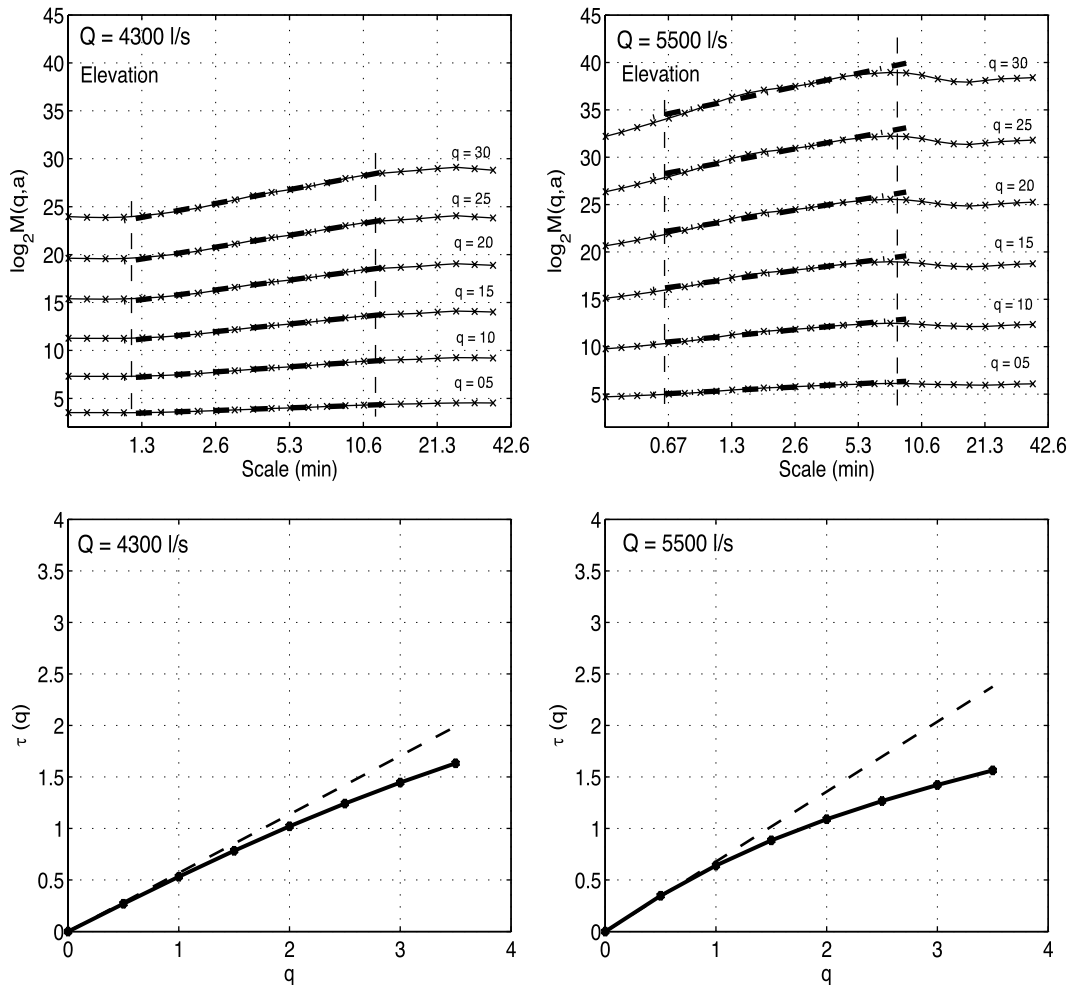 45
40
35
30
25
20
15
10
5
log2M(q,a)
Q = 4300 l/s
Elevation
q = 30
q = 25
q = 20
q = 15
q = 10
q = 05
1.3 2.6 5.3 10.6 21.3 42.6
Scale (min)
45
40
35
30
25
20
15
10
5
log2M(q,a)
Q = 5500 l/s
Elevation
q = 30
q = 25
q = 20
q = 15
q = 10
q = 05
0.67 1.3 2.6 5.3 10.6 21.3 42.6
Scale (min)
4
3.5
3
2.5
2
1.5
1
0.5
0
τ (q)
Q = 4300 l/s
0 1 2 3 4
q
4
3.5
3
2.5
2
1.5
1
0.5
0
τ (q)
Q = 5500 l/s
0 1 2 3 4
q